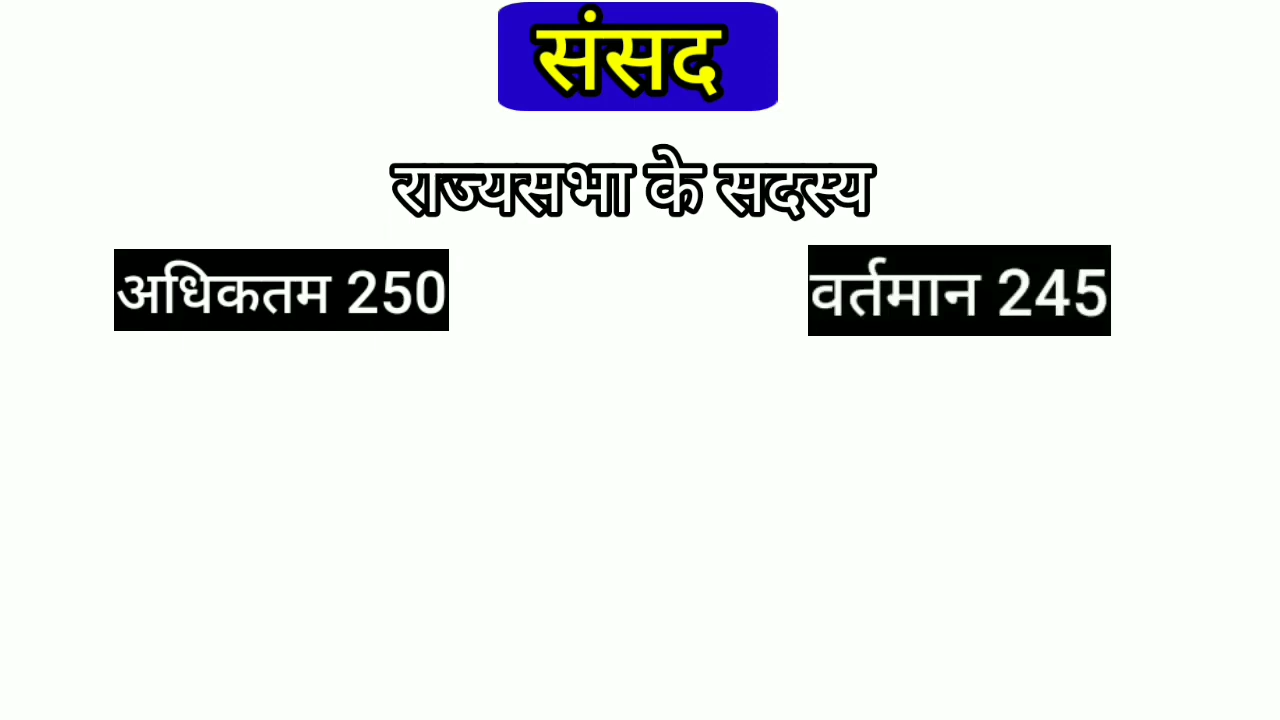 संसद
राज्यसभा के सदस्य
अधिकतम 250
वर्तमान 245